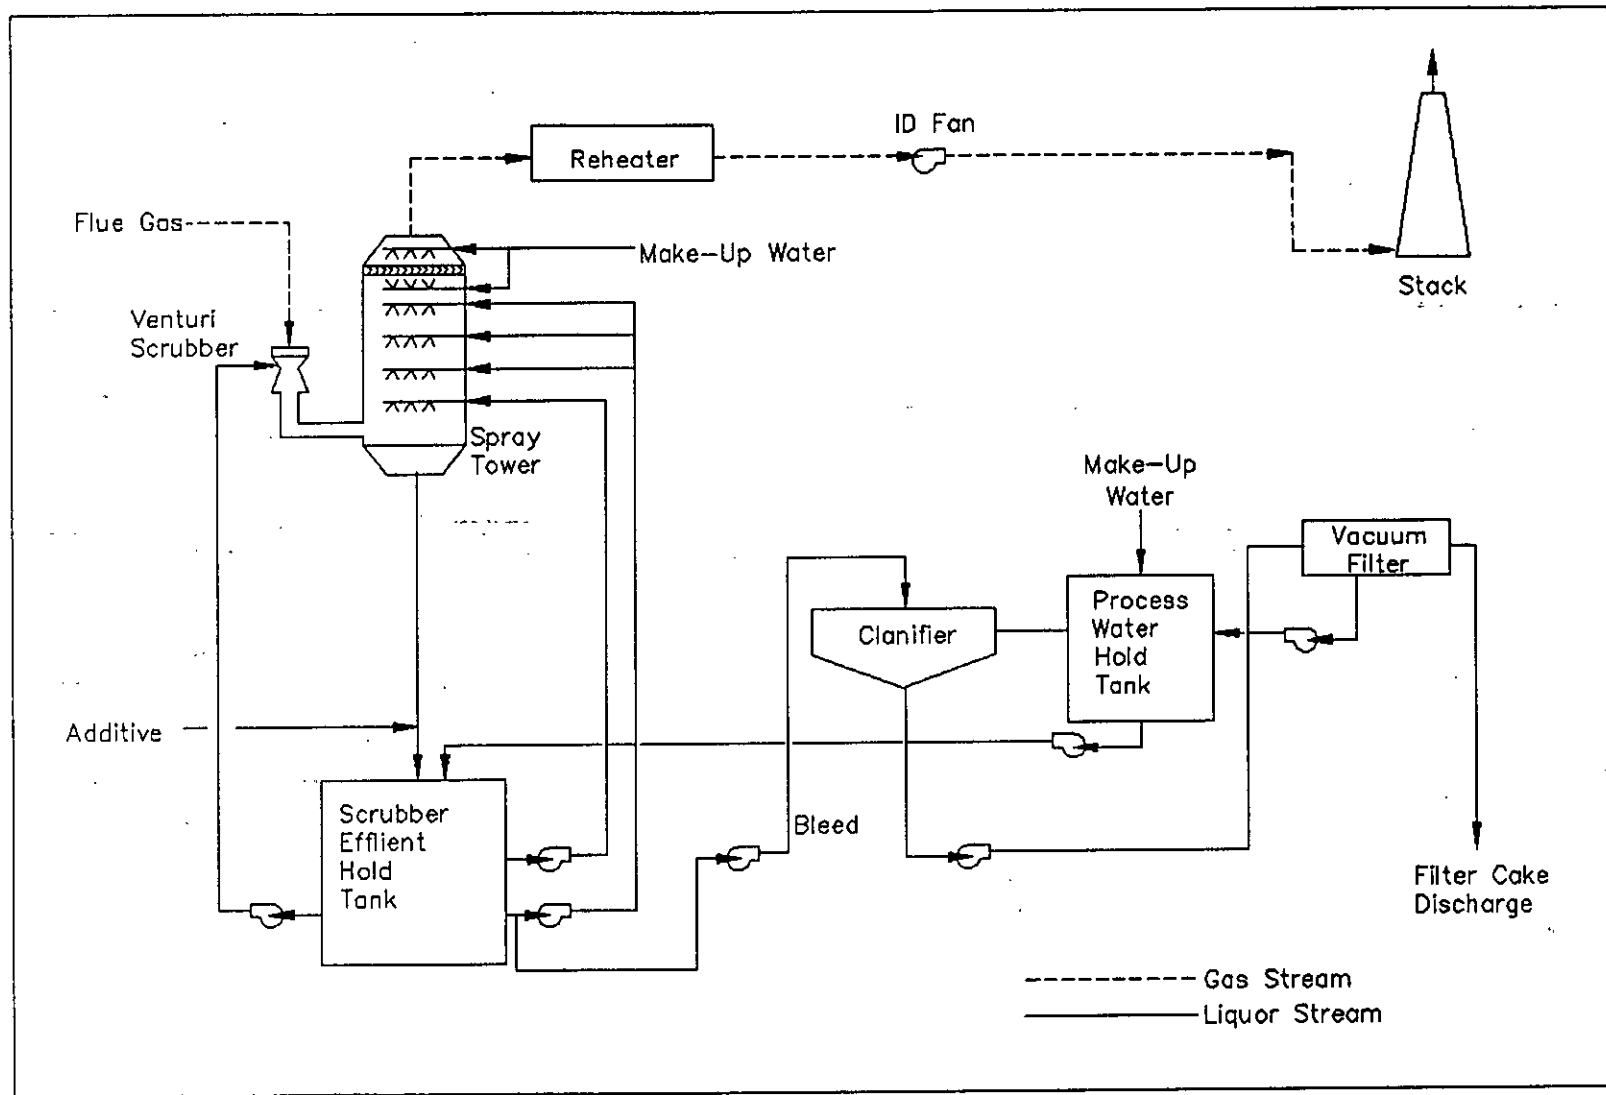 ID Fan
Reheater
Flue Gas
Make-Up Water
Stack
Venturi
Scrubber
Spray
Tower
Make-Up
Water
Vacuum
Filter
Process
Water
Hold
Tank
Clanifier
Additive
Scrubber
Efflient
Hold
Tank
Bleed
Filter Cake
Discharge
Gas Stream
Liquor Stream